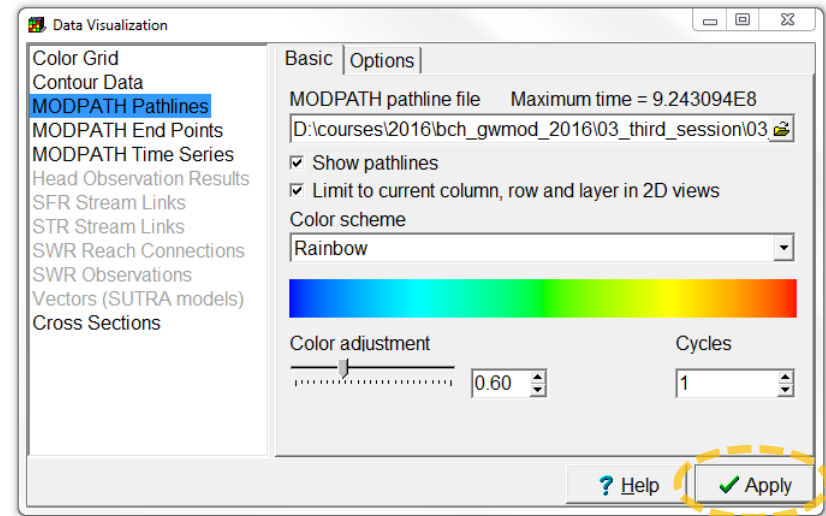 Data Visualization
Color Grid
Contour Data
MODPATH Pathlines
MODPATH End Points
MODPATH Time Series
Head Observation Results
SFR Stream Links
STR Stream Links
SWR Reach Connections
SWR Observations
Vectors (SUTRA models)
Cross Sections
Basic Options
MODPATH pathline file Maximum time = 9.243094E8
D:\courses\2016\bch_gwmod_2016\03_third_session\03_
Show pathlines
Limit to current column, row and layer in 2D views
Color scheme
Rainbow
Color adjustment Cycles
0.60 1
? Help Apply